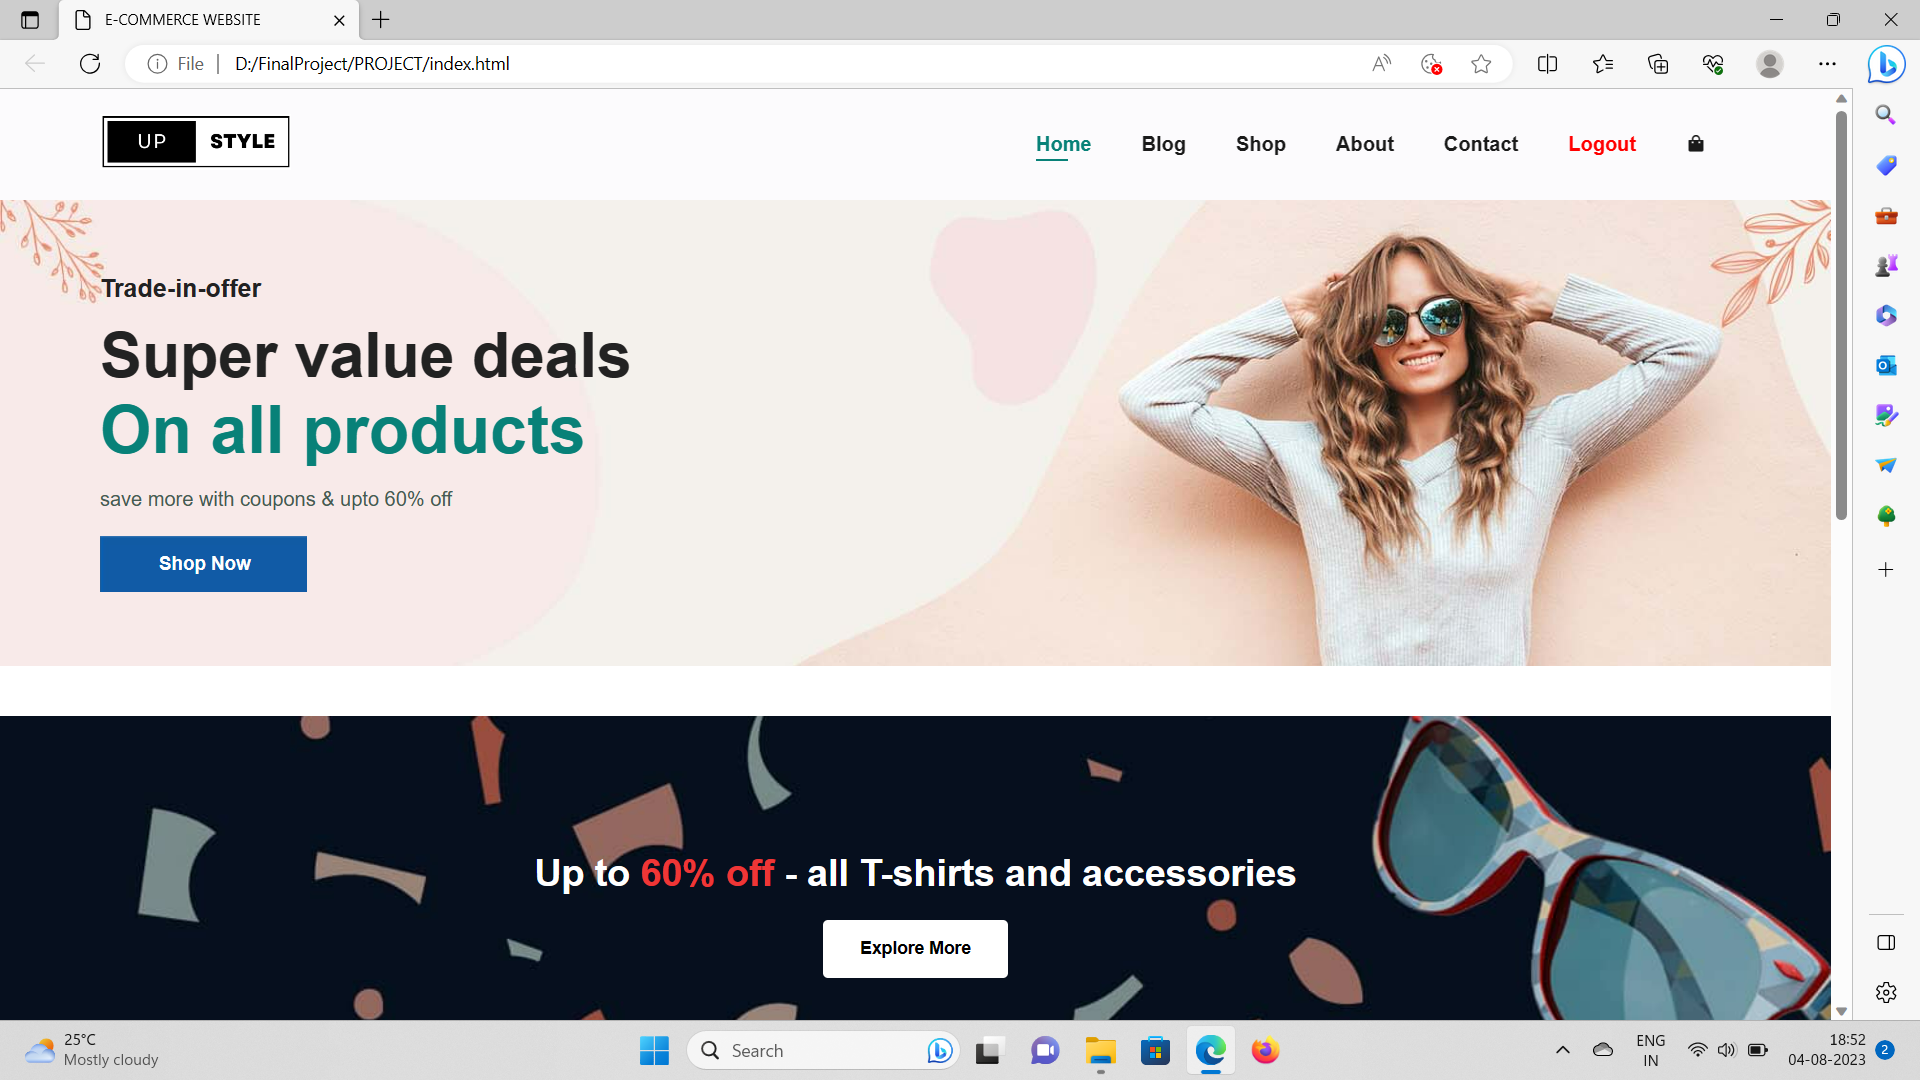 E-COMMERCE WEBSITE
File
D:/FinalProject/PROJECT/index.html
UP STYLE
Home Blog Shop About Contact Logout
Trade-in-offer
Super value deals
On all products
save more with coupons & upto 60% off
Shop Now
Up to 60% off - all T-shirts and accessories
Explore More
25°C
Mostly cloudy
Search
ENG
IN
18:52
04-08-2023
2